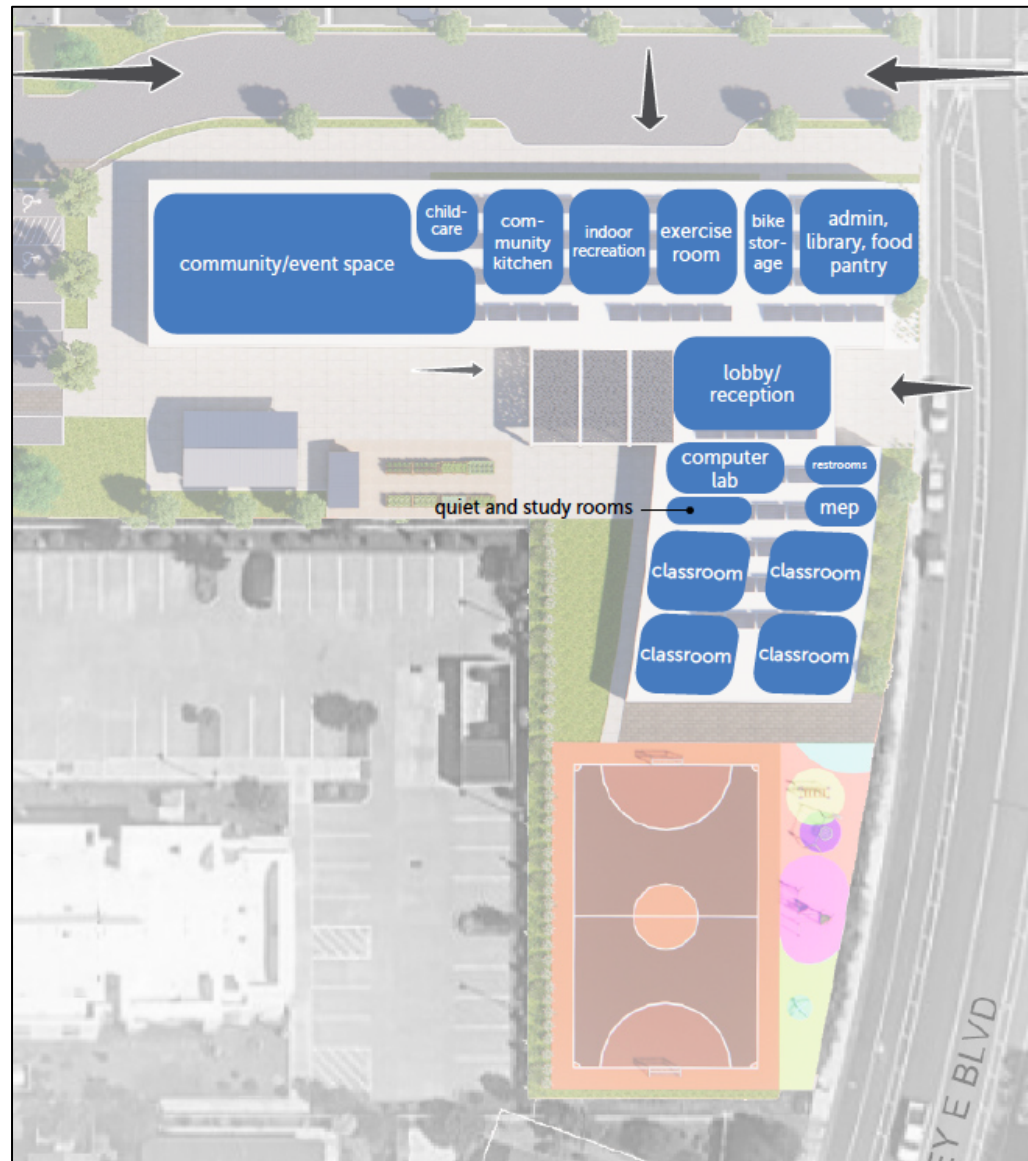 community/event space
child-
care
com-
munity
kitchen
indoor
recreation
exercise
room
bike
stor-
age
admin,
library, food
pantry
lobby/
reception
computer
lab
restrooms
quiet and study rooms
mep
classroom
classroom
classroom
classroom
EY E BLVD